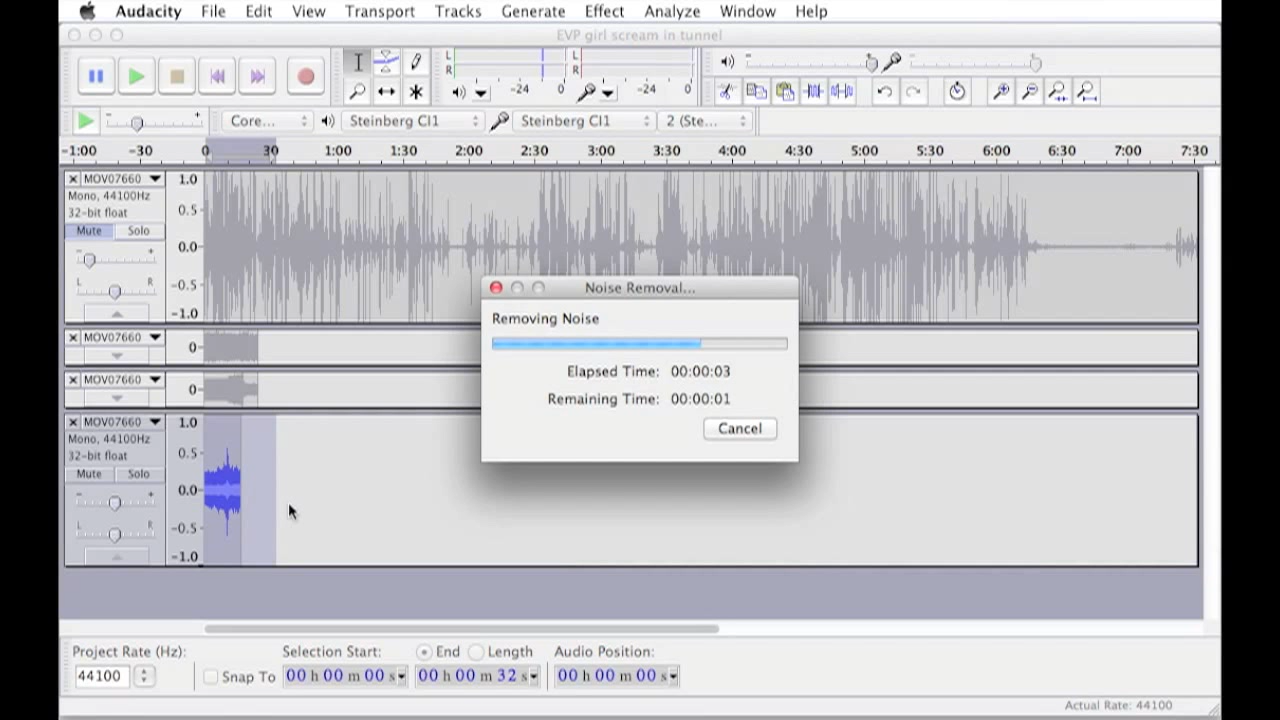 Audacity File Edit View Transport Tracks Generate Effect Analyze Window Help
EVP girl scream in tunnel
L R -24 0 L R -24 0
Core... Steinberg CI1 Steinberg CI1 2 (Ste...
-1:00 -30 0 30 1:00 1:30 2:00 2:30 3:00 3:30 4:00 4:30 5:00 5:30 6:00 6:30 7:00 7:30
MOV07660 1.0
Mono, 44100Hz
32-bit float 0.5
Mute Solo
0.0
- +
L R -0.5
-1.0
Noise Removal...
Removing Noise
MOV07660 0
Elapsed Time: 00:00:03
MOV07660 0
Remaining Time: 00:00:01
Cancel
MOV07660 1.0
Mono, 44100Hz
32-bit float 0.5
Mute Solo
0.0
- +
L R -0.5
-1.0
Project Rate (Hz): Selection Start: End Length Audio Position:
44100 Snap To 00 h 00 m 00 s 00 h 00 m 32 s 00 h 00 m 00 s
Actual Rate: 44100